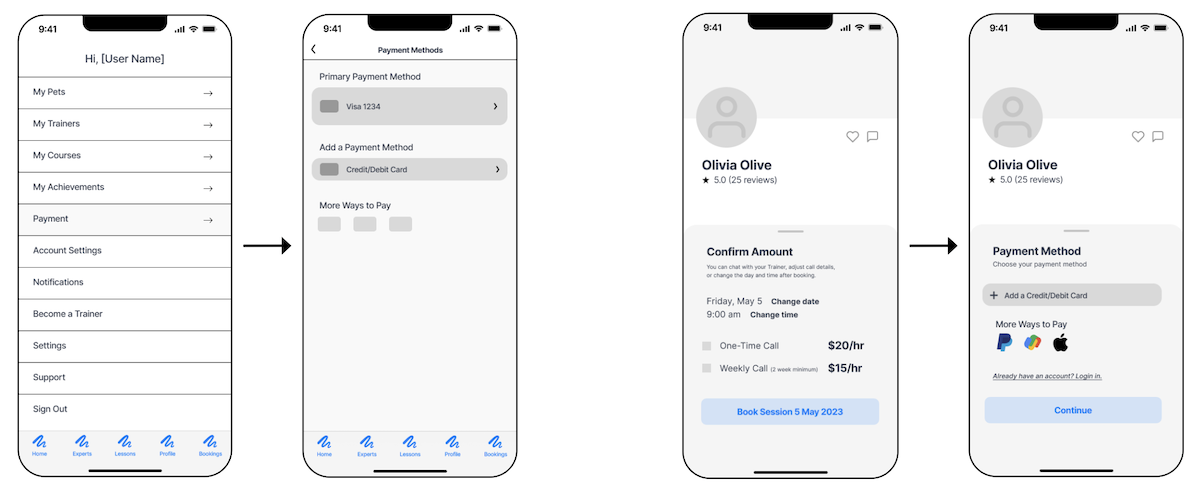 9:41
Hi, [User Name]
My Pets
My Trainers
My Courses
My Achievements
Payment
Account Settings
Notifications
Become a Trainer
Settings
Support
Sign Out
Home Experts Lessons Profile Bookings
9:41
Payment Methods
Primary Payment Method
Visa 1234
Add a Payment Method
Credit/Debit Card
More Ways to Pay
Home Experts Lessons Profile Bookings
9:41
Olivia Olive
★ 5.0 (25 reviews)
Confirm Amount
You can chat with your Trainer, adjust call details,
or change the day and time after booking.
Friday, May 5 Change date
9:00 am Change time
One-Time Call $20/hr
Weekly Call (2 week minimum) $15/hr
Book Session 5 May 2023
9:41
Olivia Olive
★ 5.0 (25 reviews)
Payment Method
Choose your payment method
+ Add a Credit/Debit Card
More Ways to Pay
Already have an account? Login in.
Continue